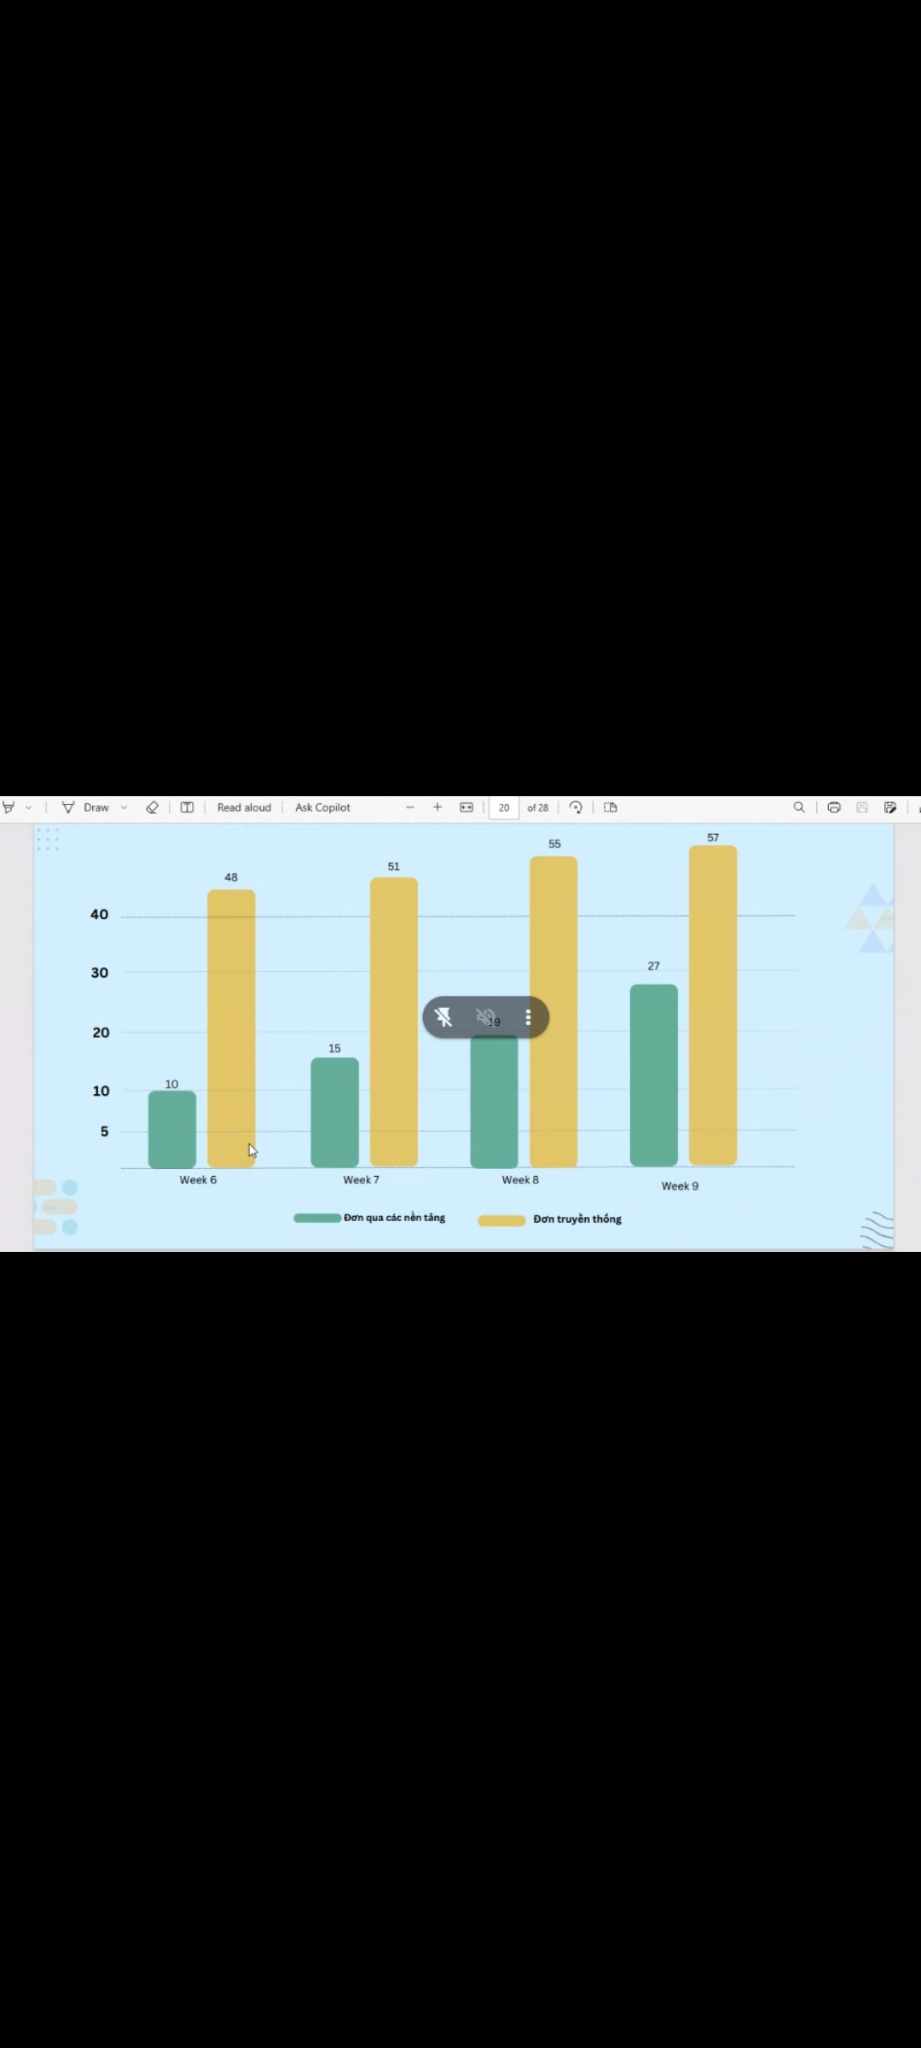 Draw
Read aloud
Ask Copilot
20 of 28
57
55
51
48
40
30
27
20
19
15
10
10
5
Week 6
Week 7
Week 8
Week 9
Đơn qua các nền tảng
Đơn truyền thống